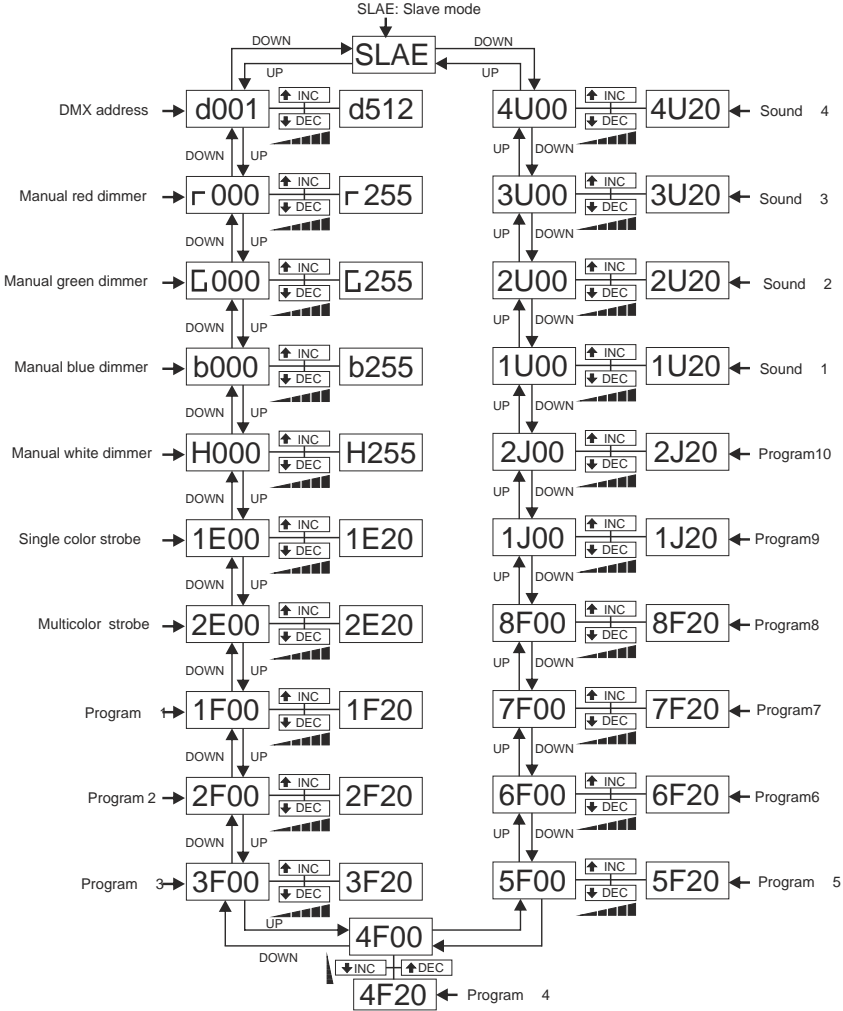 SLAE: Slave mode
DOWN SLAE DOWN
UP UP
DMX address d001 INC DEC d512 4U00 INC DEC 4U20 Sound 4
DOWN UP UP DOWN
Manual red dimmer r000 INC DEC r255 3U00 INC DEC 3U20 Sound 3
DOWN UP UP DOWN
Manual green dimmer G000 INC DEC G255 2U00 INC DEC 2U20 Sound 2
DOWN UP UP DOWN
Manual blue dimmer b000 INC DEC b255 1U00 INC DEC 1U20 Sound 1
DOWN UP UP DOWN
Manual white dimmer H000 INC DEC H255 2J00 INC DEC 2J20 Program10
DOWN UP UP DOWN
Single color strobe 1E00 INC DEC 1E20 1J00 INC DEC 1J20 Program9
DOWN UP UP DOWN
Multicolor strobe 2E00 INC DEC 2E20 8F00 INC DEC 8F20 Program8
DOWN UP UP DOWN
Program 1 1F00 INC DEC 1F20 7F00 INC DEC 7F20 Program7
DOWN UP UP DOWN
Program 2 2F00 INC DEC 2F20 6F00 INC DEC 6F20 Program6
DOWN UP UP DOWN
Program 3 3F00 INC DEC 3F20 5F00 INC DEC 5F20 Program 5
UP
4F00
DOWN
INC DEC
4F20 Program 4